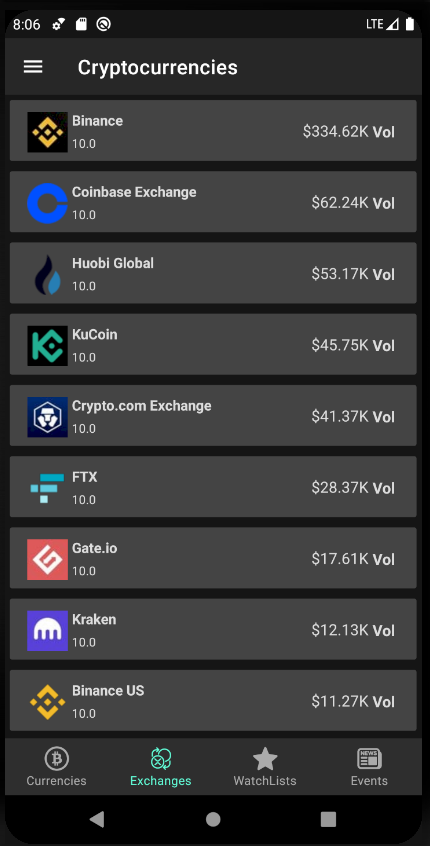 8:06 LTE
Cryptocurrencies
Binance
10.0
$334.62K Vol
Coinbase Exchange
10.0
$62.24K Vol
Huobi Global
10.0
$53.17K Vol
KuCoin
10.0
$45.75K Vol
Crypto.com Exchange
10.0
$41.37K Vol
FTX
10.0
$28.37K Vol
Gate.io
10.0
$17.61K Vol
Kraken
10.0
$12.13K Vol
Binance US
10.0
$11.27K Vol
NEWS
Currencies Exchanges WatchLists Events